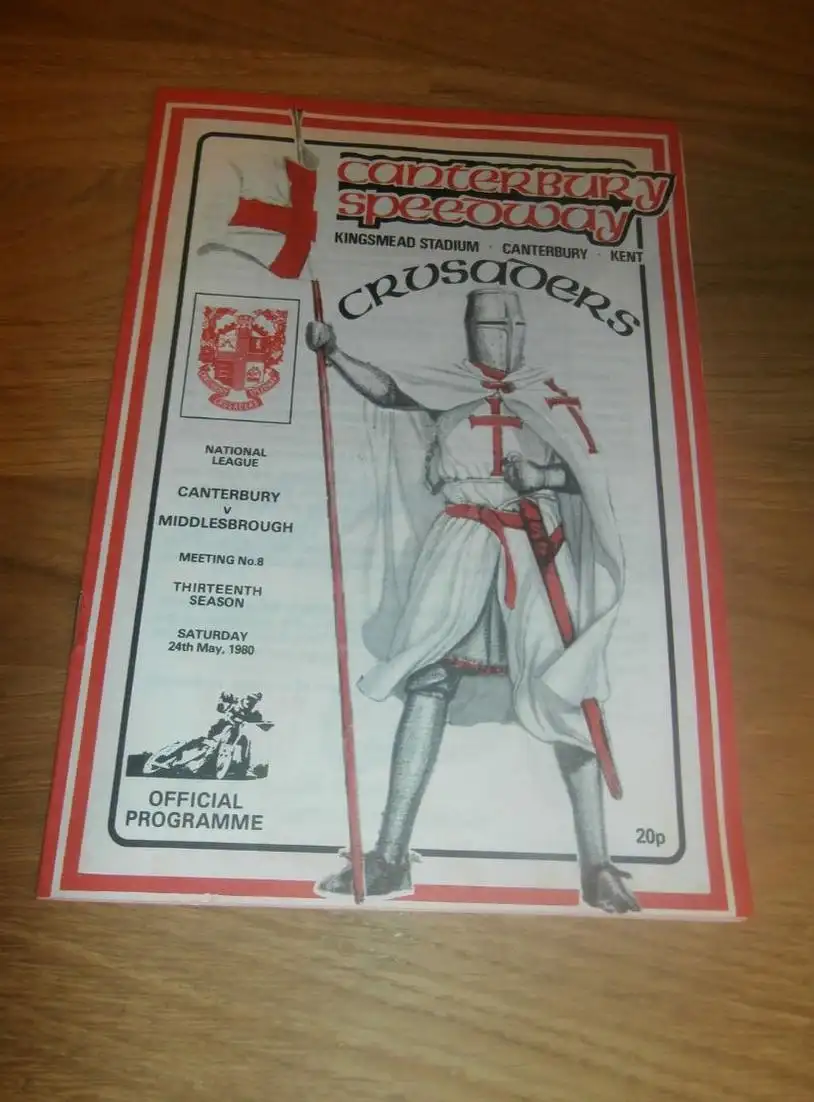 CANTERBURY
SPEEDWAY
KINGSMEAD STADIUM · CANTERBURY · KENT
CRUSADERS
CRUSADERS
NATIONAL
LEAGUE
CANTERBURY
v
MIDDLESBROUGH
MEETING No.8
THIRTEENTH
SEASON
SATURDAY
24th May, 1980
OFFICIAL
PROGRAMME
20p